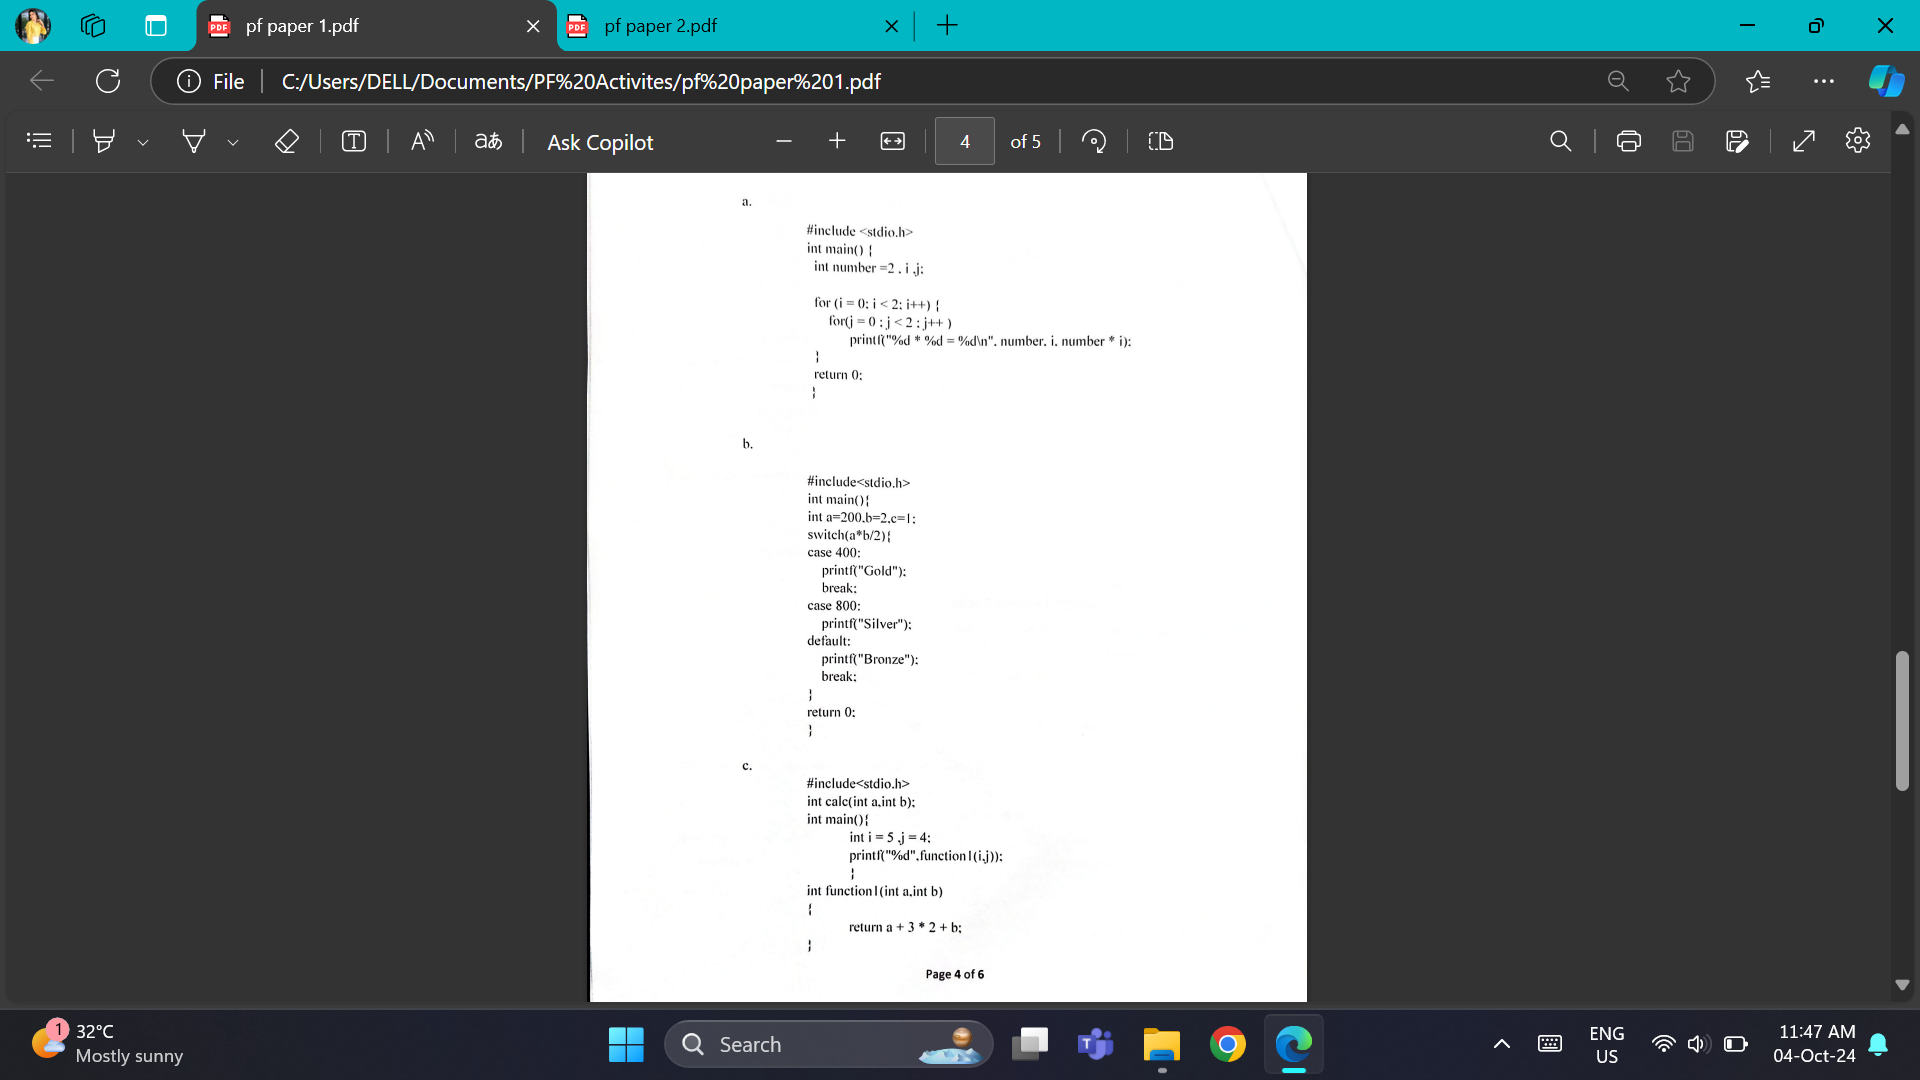 pf paper 1.pdf
pf paper 2.pdf
File
C:/Users/DELL/Documents/PF%20Activites/pf%20paper%201.pdf
Ask Copilot
4 of 5
a.
#include <stdio.h>
int main() {
int number =2 , i ,j;
for (i = 0; i < 2; i++) {
for(j = 0 ; j < 2 ; j++ )
printf("%d * %d = %d\n", number, i, number * i);
}
return 0;
}
b.
#include<stdio.h>
int main(){
int a=200,b=2,c=1;
switch(a*b/2){
case 400:
printf("Gold");
break;
case 800:
printf("Silver");
default:
printf("Bronze");
break;
}
return 0;
}
c.
#include<stdio.h>
int calc(int a,int b);
int main(){
int i = 5 ,j = 4;
printf("%d",function1(i,j));
}
int function1(int a,int b)
{
return a + 3 * 2 + b;
}
Page 4 of 6
1
32°C
Mostly sunny
Search
ENG
US
11:47 AM
04-Oct-24